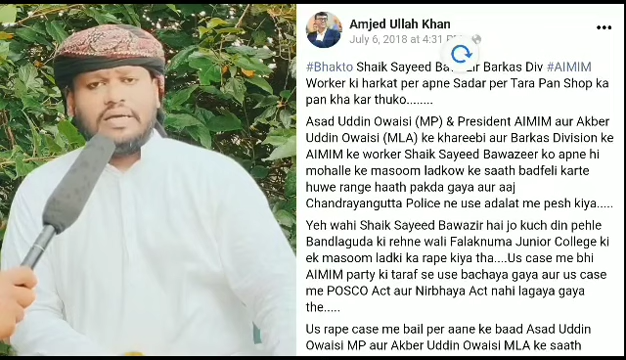 Amjed Ullah Khan
July 6, 2018 at 4:31 P
#Bhakto Shaik Sayeed Bawazir Barkas Div #AIMIM
Worker ki harkat per apne Sadar per Tara Pan Shop ka
pan kha kar thuko........
Asad Uddin Owaisi (MP) & President AIMIM aur Akber
Uddin Owaisi (MLA) ke khareebi aur Barkas Division ke
AIMIM ke worker Shaik Sayeed Bawazeer ko apne hi
mohalle ke masoom ladkow ke saath badfeli karte
huwe range haath pakda gaya aur aaj
Chandrayangutta Police ne use adalat me pesh kiya.....
Yeh wahi Shaik Sayeed Bawazir hai jo kuch din pehle
Bandlaguda ki rehne wali Falaknuma Junior College ki
ek masoom ladki ka rape kiya tha....Us case me bhi
AIMIM party ki taraf se use bachaya gaya aur us case
me POSCO Act aur Nirbhaya Act nahi lagaya gaya
the.....
Us rape case me bail per aane ke baad Asad Uddin
Owaisi MP aur Akber Uddin Owaisi MLA ke saath